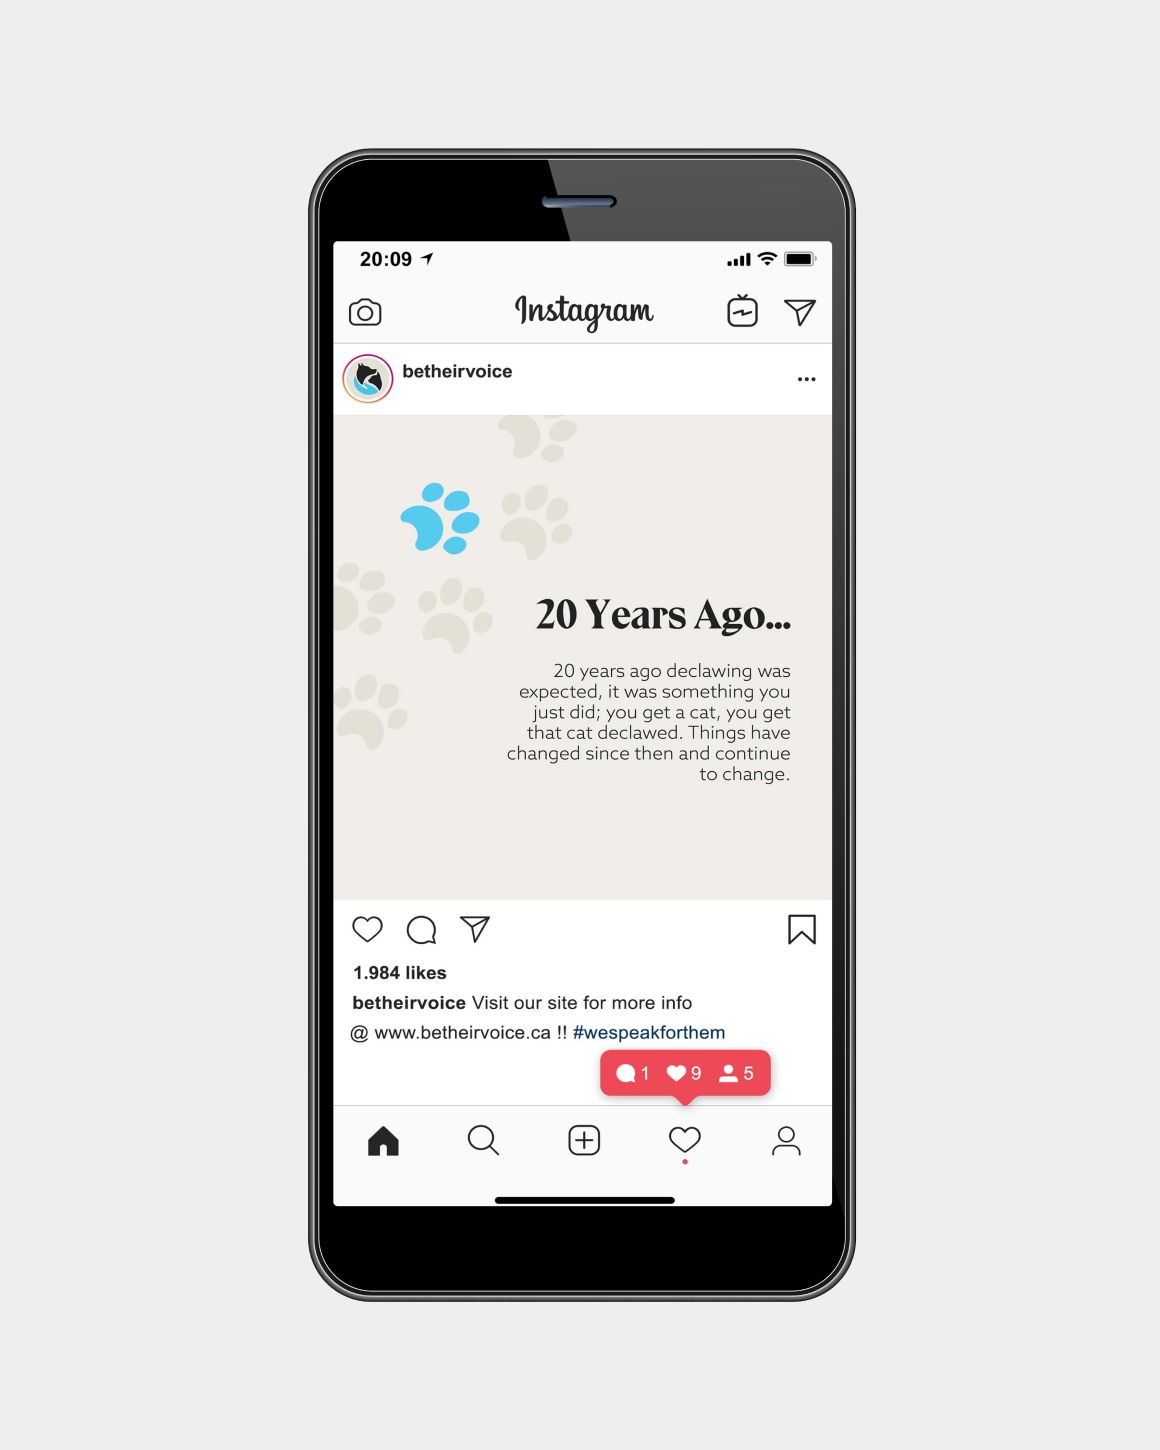 20:09
Instagram
betheirvoice
20 Years Ago...
20 years ago declawing was
expected, it was something you
just did; you get a cat, you get
that cat declawed. Things have
changed since then and continue
to change.
1.984 likes
betheirvoice Visit our site for more info
@ www.betheirvoice.ca !! #wespeakforthem
1 9 5